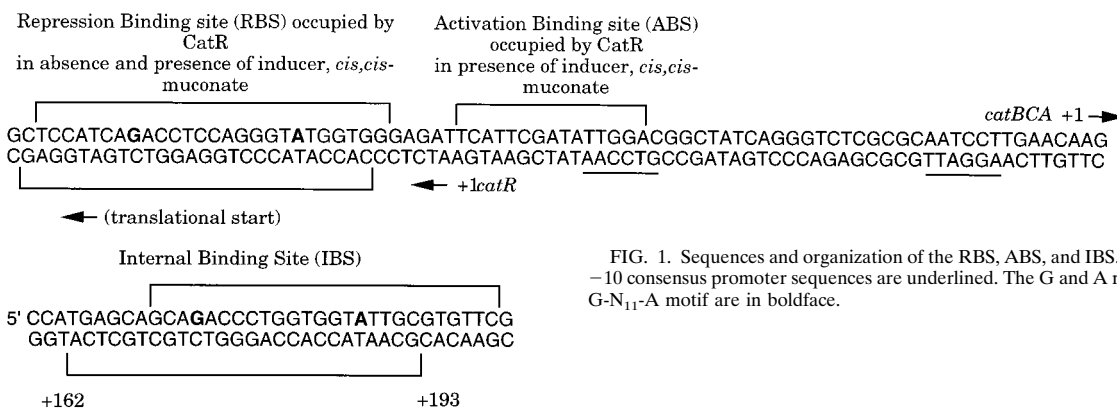 Repression Binding site (RBS) occupied by
CatR
in absence and presence of inducer, cis,cis-
muconate
Activation Binding site (ABS)
occupied by CatR
in presence of inducer, cis,cis-
muconate
catBCA +1
GCTCCATCAGACCTCCAGGGTATGGTGGGAGATTCATTCGATATTGGACGGCTATCAGGGTCTCGCGCAATCCTTGAACAAG
CGAGGTAGTCTGGAGGTCCCATACCACCCTCTAAGTAAGCTATAACCTGCCGATAGTCCCAGAGCGCGTTAGGAACTTGTTC
+1catR
(translational start)
Internal Binding Site (IBS)
5' CCATGAGCAGCAGACCCTGGTGGTATTGCGTGTTCG
GGTACTCGTCGTCTGGGACCACCATAACGCACAAGC
+162 +193
FIG. 1. Sequences and organization of the RBS, ABS, and IBS.
−10 consensus promoter sequences are underlined. The G and A
G-N11-A motif are in boldface.